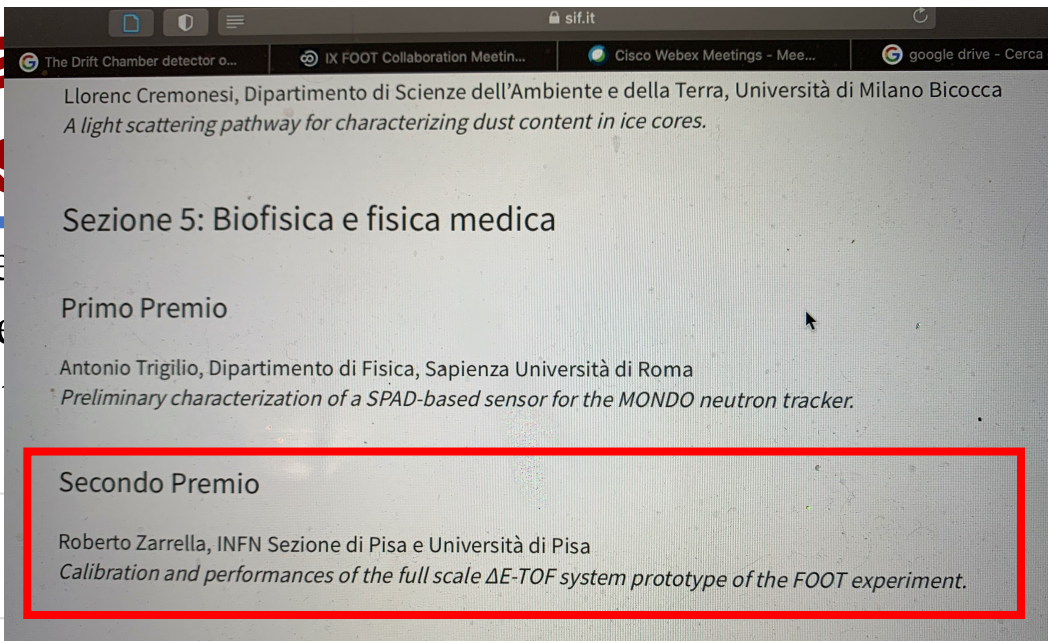 sif.it
The Drift Chamber detector o...
IX FOOT Collaboration Meetin...
Cisco Webex Meetings - Mee...
google drive - Cerca
Llorenc Cremonesi, Dipartimento di Scienze dell'Ambiente e della Terra, Università di Milano Bicocca
A light scattering pathway for characterizing dust content in ice cores.
Sezione 5: Biofisica e fisica medica
Primo Premio
Antonio Trigilio, Dipartimento di Fisica, Sapienza Università di Roma
Preliminary characterization of a SPAD-based sensor for the MONDO neutron tracker.
Secondo Premio
Roberto Zarrella, INFN Sezione di Pisa e Università di Pisa
Calibration and performances of the full scale ΔE-TOF system prototype of the FOOT experiment.